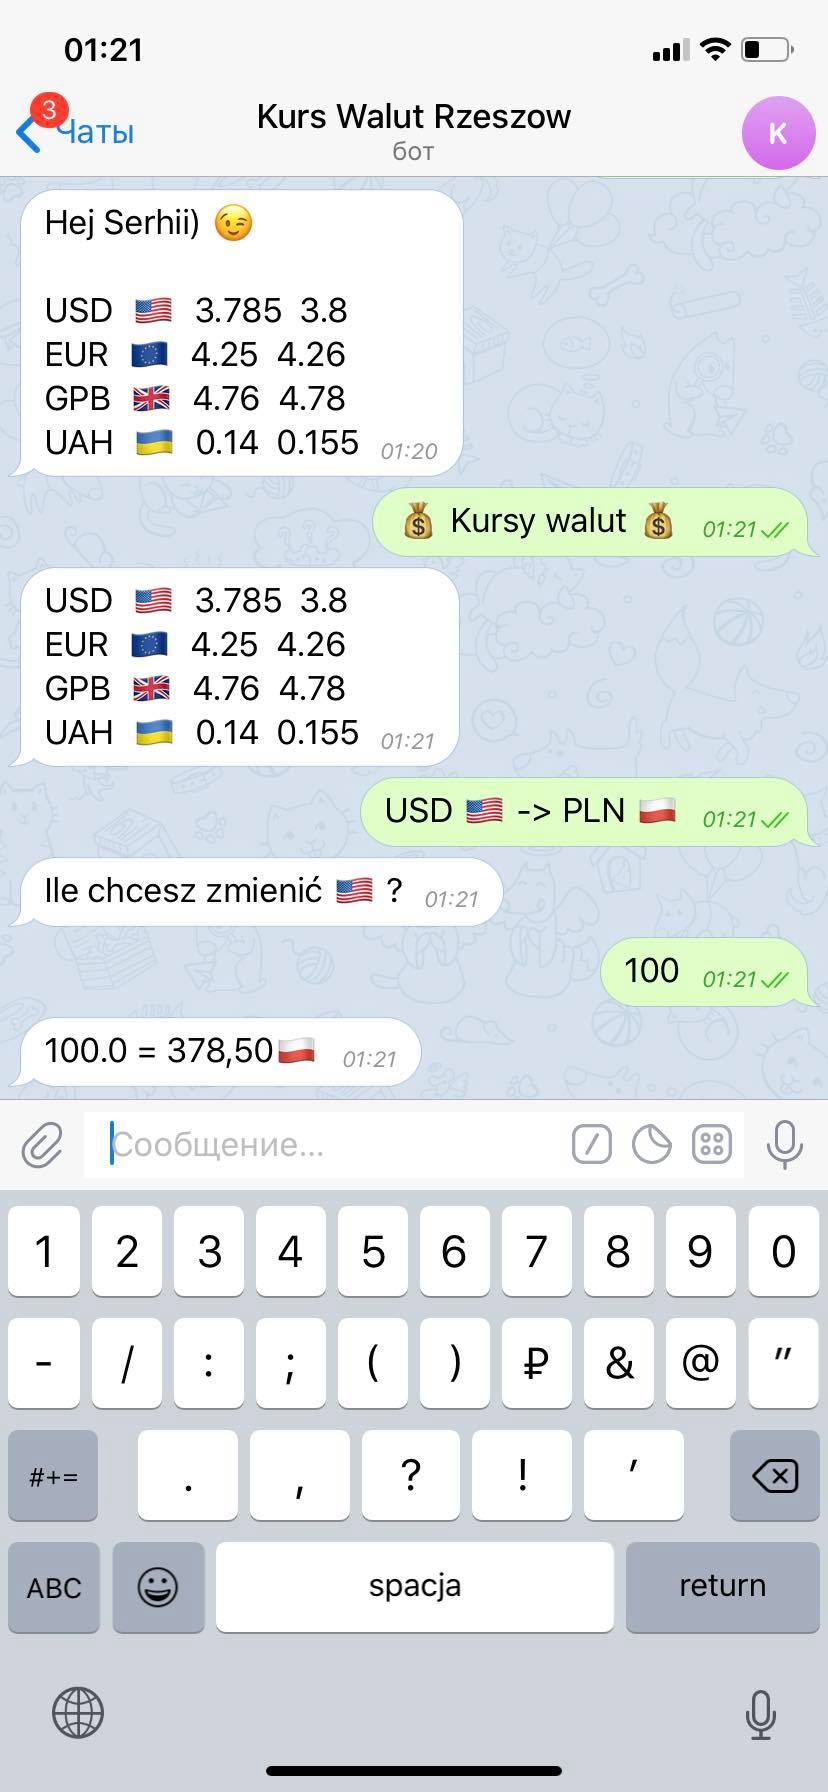 01:21
3
Чаты
Kurs Walut Rzeszow
бот
K
Hej Serhii) 😉
USD 🇺🇸 3.785 3.8
EUR 🇪🇺 4.25 4.26
GPB 🇬🇧 4.76 4.78
UAH 🇺🇦 0.14 0.155 01:20
💰 Kursy walut 💰 01:21
USD 🇺🇸 3.785 3.8
EUR 🇪🇺 4.25 4.26
GPB 🇬🇧 4.76 4.78
UAH 🇺🇦 0.14 0.155 01:21
USD 🇺🇸 -> PLN 🇵🇱 01:21
Ile chcesz zmienić 🇺🇸 ? 01:21
100 01:21
100.0 = 378,50🇵🇱 01:21
Сообщение...
1 2 3 4 5 6 7 8 9 0
- / : ; ( ) ₽ & @ "
#+= . , ? ! '
ABC spacja return